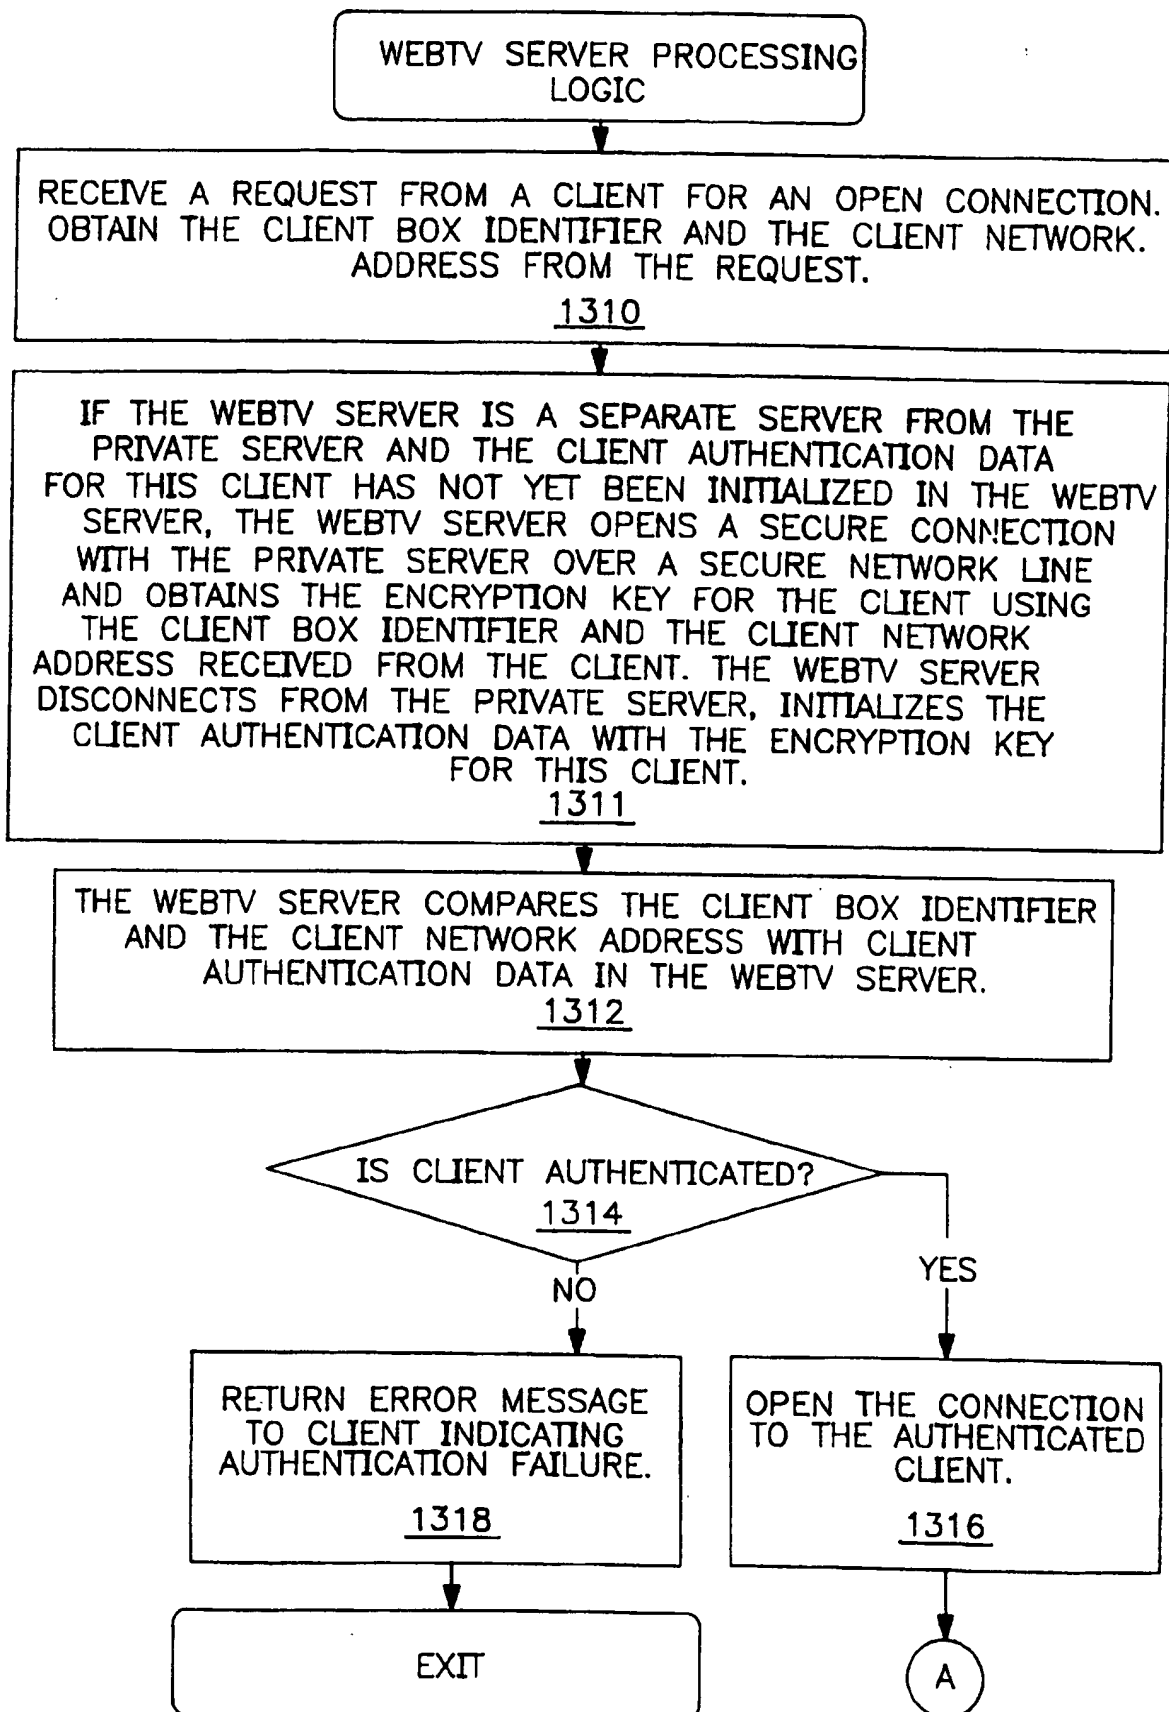 WEBTV SERVER PROCESSING
LOGIC
RECEIVE A REQUEST FROM A CLIENT FOR AN OPEN CONNECTION.
OBTAIN THE CLIENT BOX IDENTIFIER AND THE CLIENT NETWORK.
ADDRESS FROM THE REQUEST.
1310
IF THE WEBTV SERVER IS A SEPARATE SERVER FROM THE
PRIVATE SERVER AND THE CLIENT AUTHENTICATION DATA
FOR THIS CLIENT HAS NOT YET BEEN INITIALIZED IN THE WEBTV
SERVER, THE WEBTV SERVER OPENS A SECURE CONNECTION
WITH THE PRIVATE SERVER OVER A SECURE NETWORK LINE
AND OBTAINS THE ENCRYPTION KEY FOR THE CLIENT USING
THE CLIENT BOX IDENTIFIER AND THE CLIENT NETWORK
ADDRESS RECEIVED FROM THE CLIENT. THE WEBTV SERVER
DISCONNECTS FROM THE PRIVATE SERVER, INITIALIZES THE
CLIENT AUTHENTICATION DATA WITH THE ENCRYPTION KEY
FOR THIS CLIENT.
1311
THE WEBTV SERVER COMPARES THE CLIENT BOX IDENTIFIER
AND THE CLIENT NETWORK ADDRESS WITH CLIENT
AUTHENTICATION DATA IN THE WEBTV SERVER.
1312
IS CLIENT AUTHENTICATED?
1314
NO
YES
RETURN ERROR MESSAGE
TO CLIENT INDICATING
AUTHENTICATION FAILURE.
1318
OPEN THE CONNECTION
TO THE AUTHENTICATED
CLIENT.
1316
EXIT
A